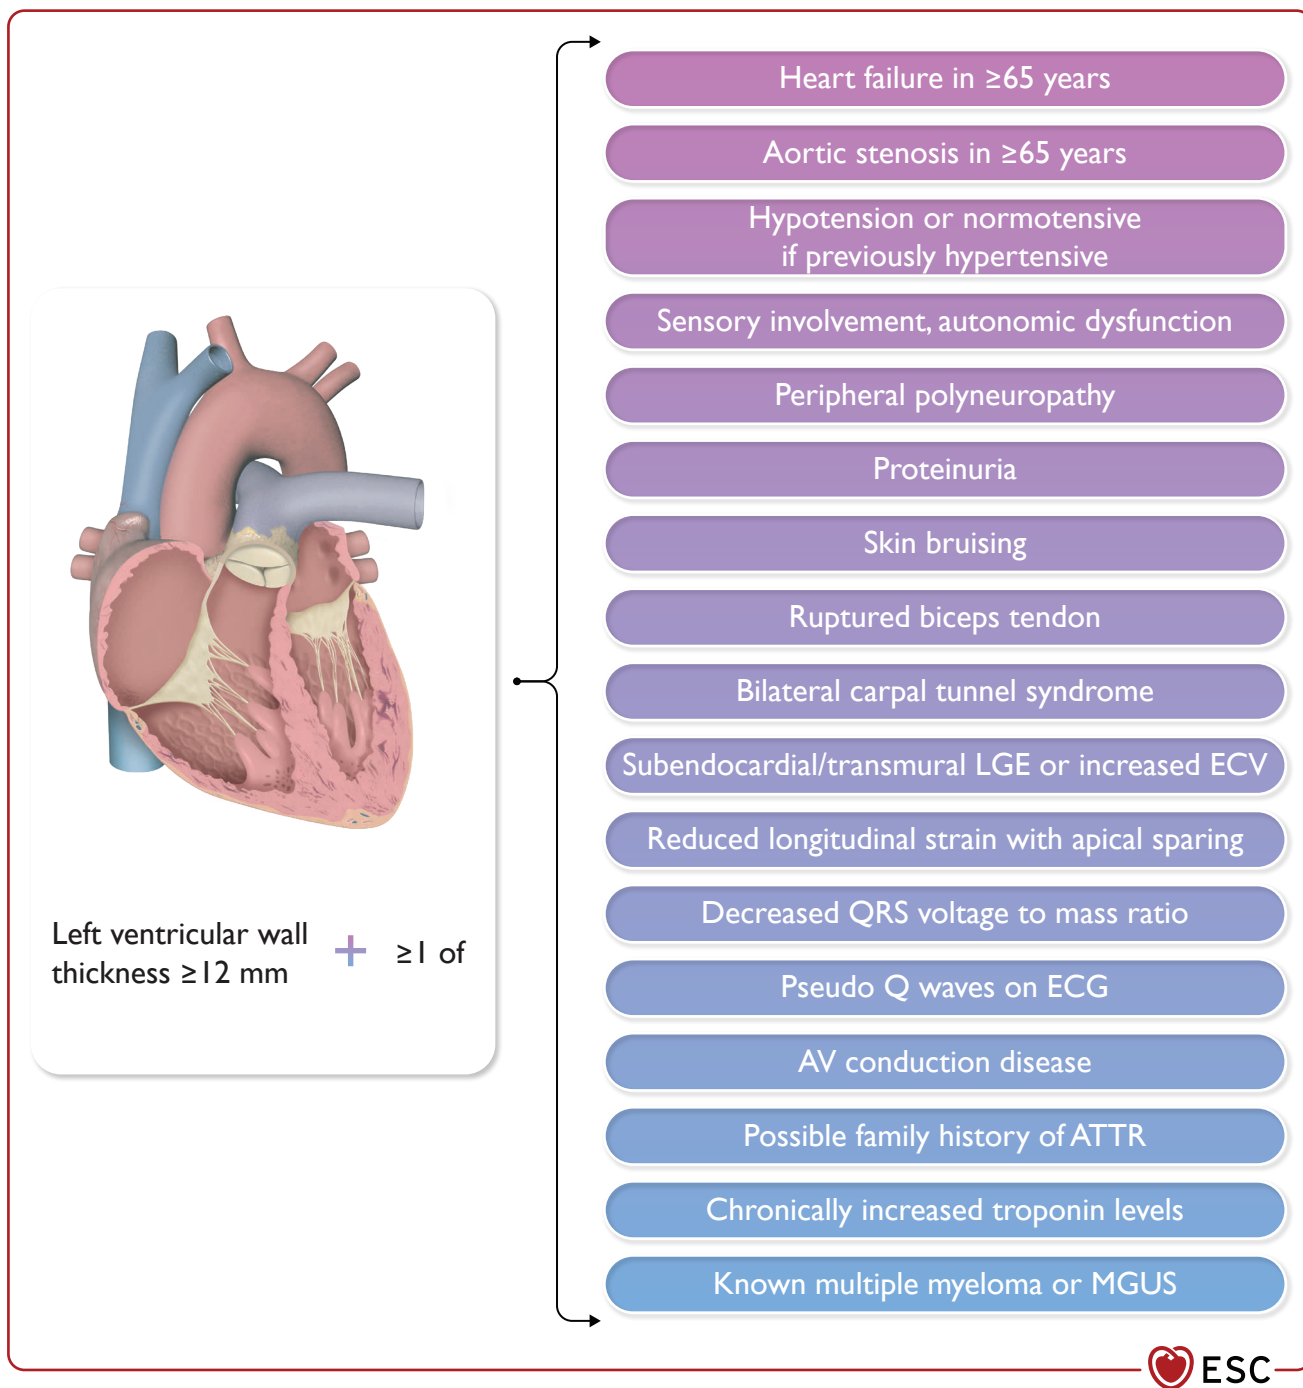 Heart failure in ≥65 years
Aortic stenosis in ≥65 years
Hypotension or normotensive
if previously hypertensive
Sensory involvement, autonomic dysfunction
Peripheral polyneuropathy
Proteinuria
Skin bruising
Ruptured biceps tendon
Bilateral carpal tunnel syndrome
Subendocardial/transmural LGE or increased ECV
Reduced longitudinal strain with apical sparing
Decreased QRS voltage to mass ratio
Pseudo Q waves on ECG
AV conduction disease
Possible family history of ATTR
Chronically increased troponin levels
Known multiple myeloma or MGUS
Left ventricular wall
thickness ≥12 mm
+ ≥1 of
ESC